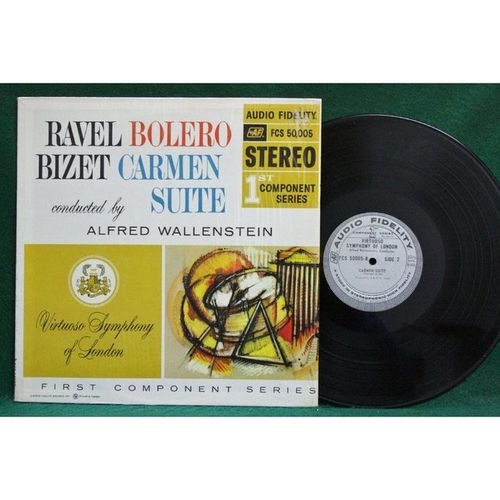 RAVEL BOLERO
BIZET CARMEN
SUITE
conducted by
ALFRED WALLENSTEIN
AUDIO FIDELITY
FCS 50,005
STEREO
1ST COMPONENT
SERIES
Virtuoso Symphony
of London
FIRST COMPONENT SERIES
AUDIO FIDELITY
VIRTUOSO
SYMPHONY OF LONDON
FCS 50005-B SIDE 2
CARMEN SUITE